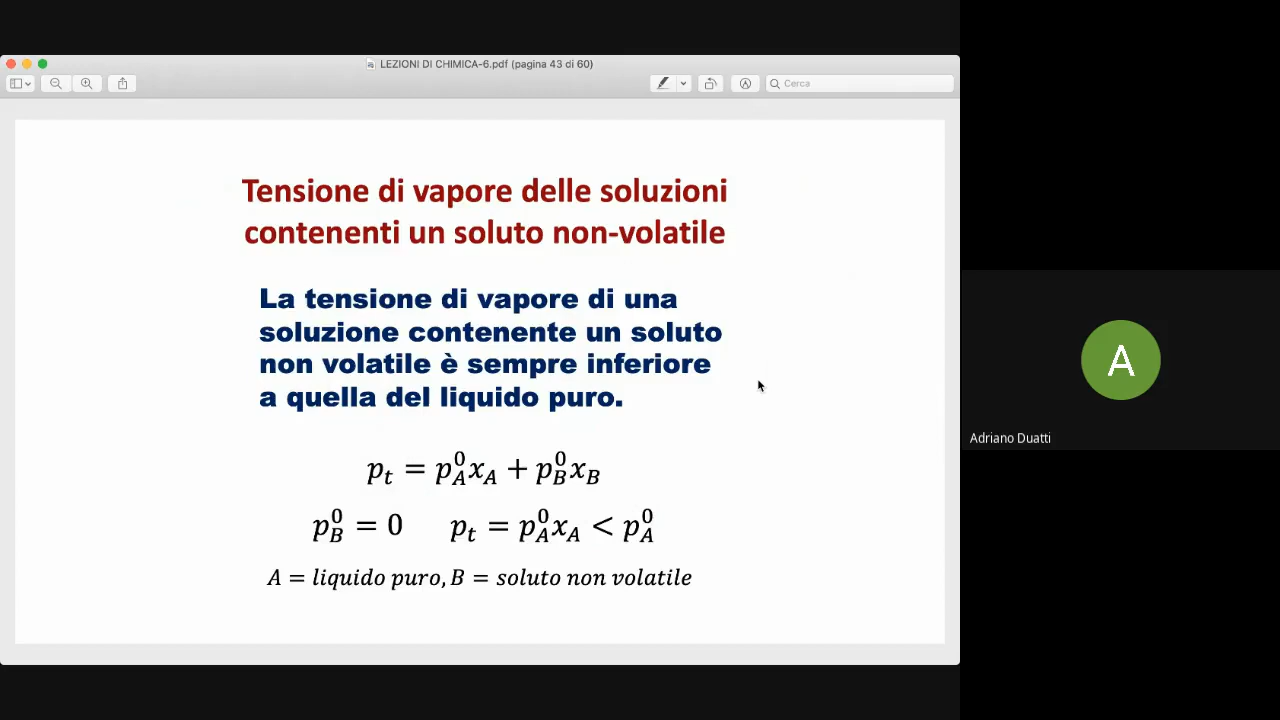 LEZIONI DI CHIMICA-6.pdf (pagina 43 di 60)
Cerca
Tensione di vapore delle soluzioni
contenenti un soluto non-volatile
La tensione di vapore di una
soluzione contenente un soluto
non volatile è sempre inferiore
a quella del liquido puro.
p_t = p_A^0 x_A + p_B^0 x_B
p_B^0 = 0 p_t = p_A^0 x_A < p_A^0
A = liquido puro, B = soluto non volatile
A
Adriano Duatti